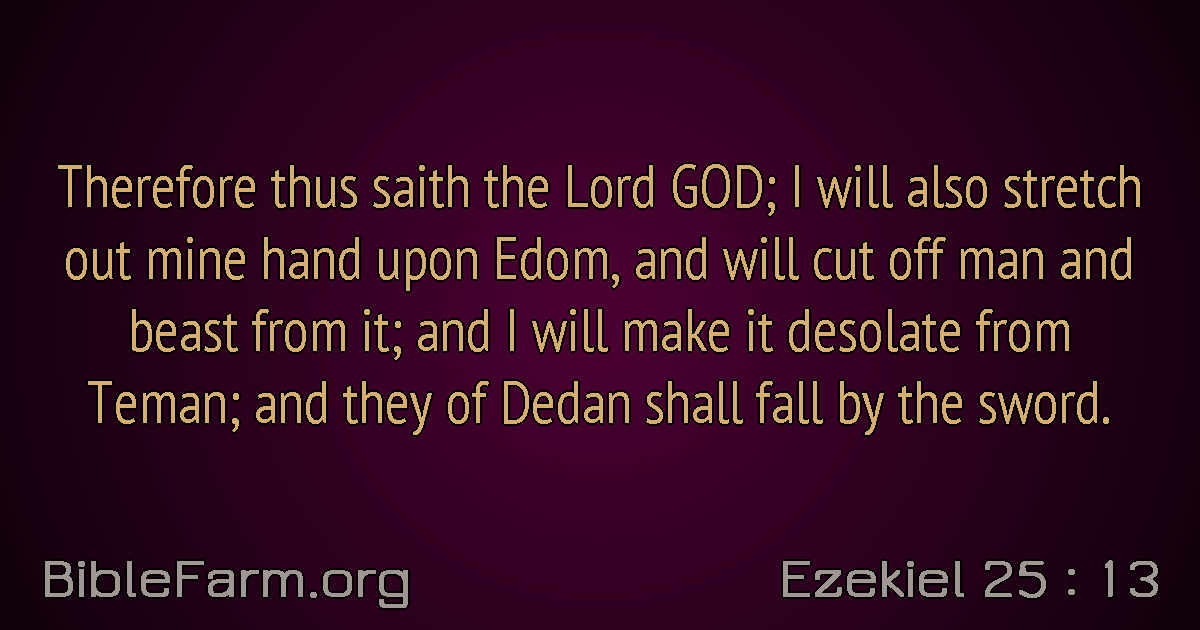 Therefore thus saith the Lord GOD; I will also stretch
out mine hand upon Edom, and will cut off man and
beast from it; and I will make it desolate from
Teman; and they of Dedan shall fall by the sword.
BibleFarm.org
Ezekiel 25 : 13